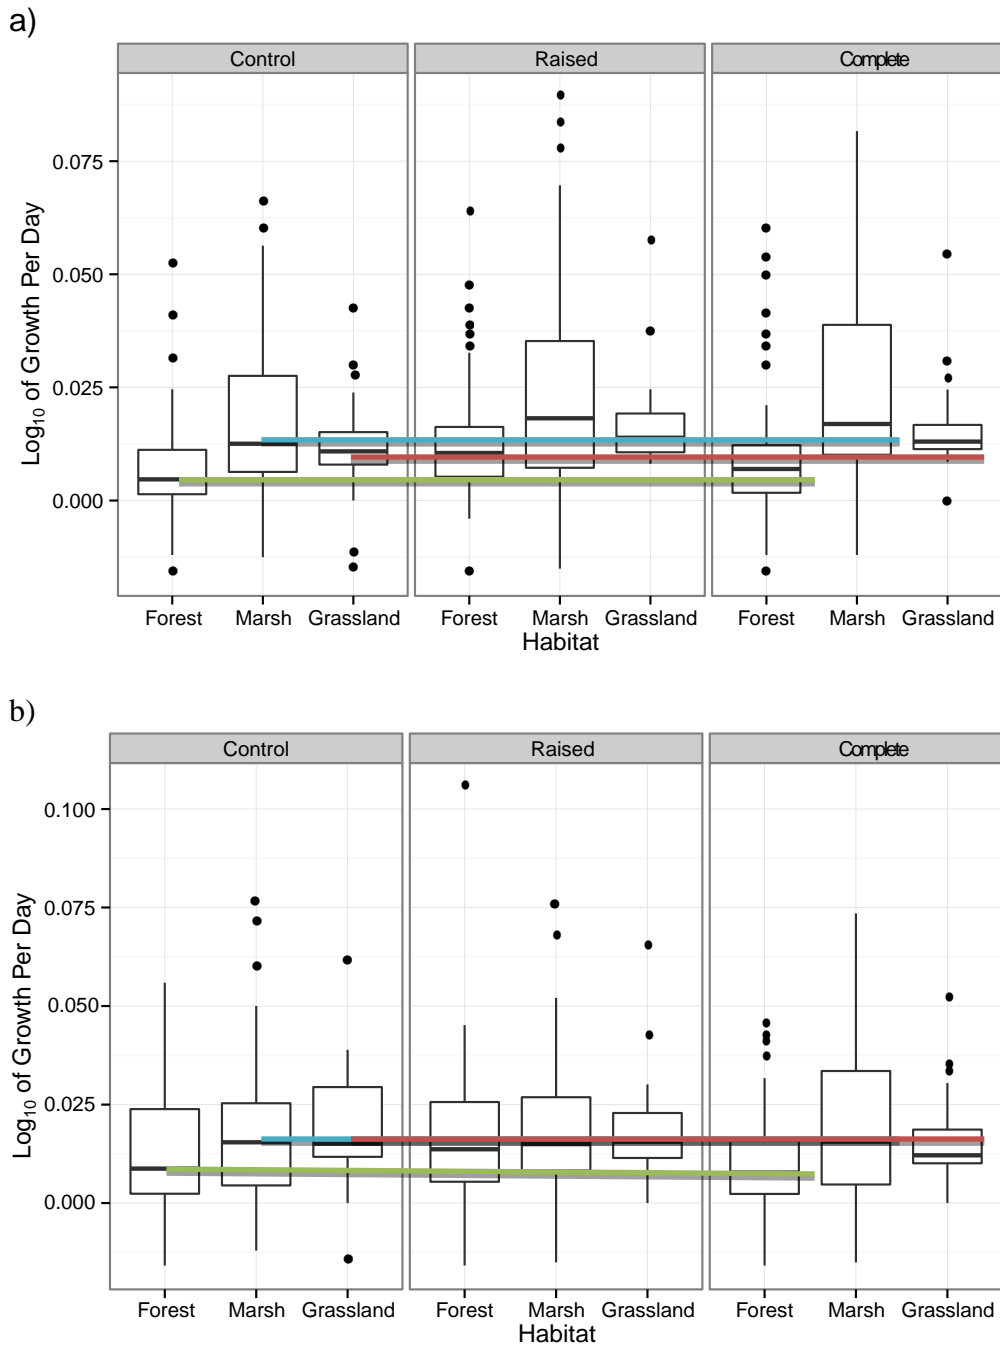 a)
Control Raised Complete
Log10 of Growth Per Day
0.075
0.050
0.025
0.000
Forest Marsh Grassland Forest Marsh Grassland Forest Marsh Grassland
Habitat
b)
Control Raised Complete
Log10 of Growth Per Day
0.100
0.075
0.050
0.025
0.000
Forest Marsh Grassland Forest Marsh Grassland Forest Marsh Grassland
Habitat